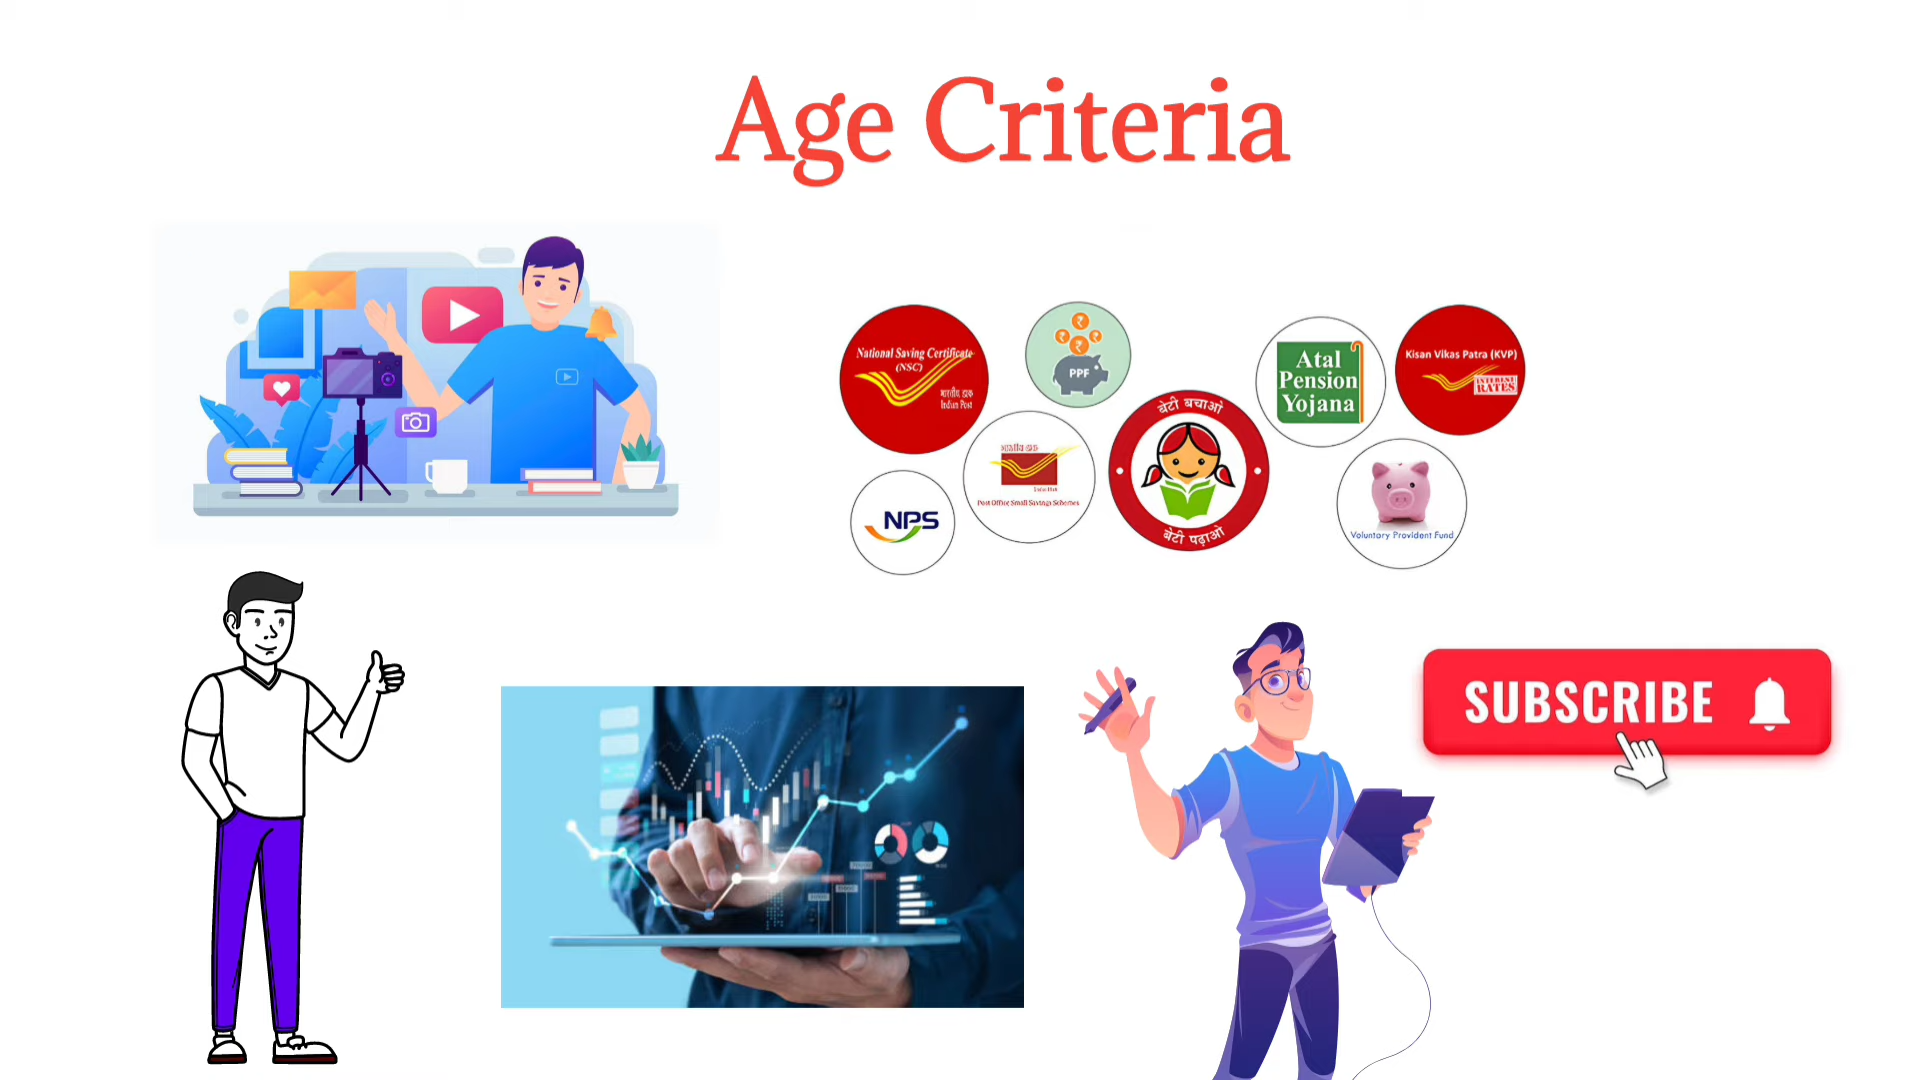 Age Criteria
National Saving Certificate
(NSC)
भारतीय डाक
Indian Post
PPF
Atal
Pension
Yojana
Kisan Vikas Patra (KVP)
INTEREST
RATES
बेटी बचाओ
बेटी पढ़ाओ
Post Office Small Savings Schemes
NPS
Voluntary Provident Fund
SUBSCRIBE